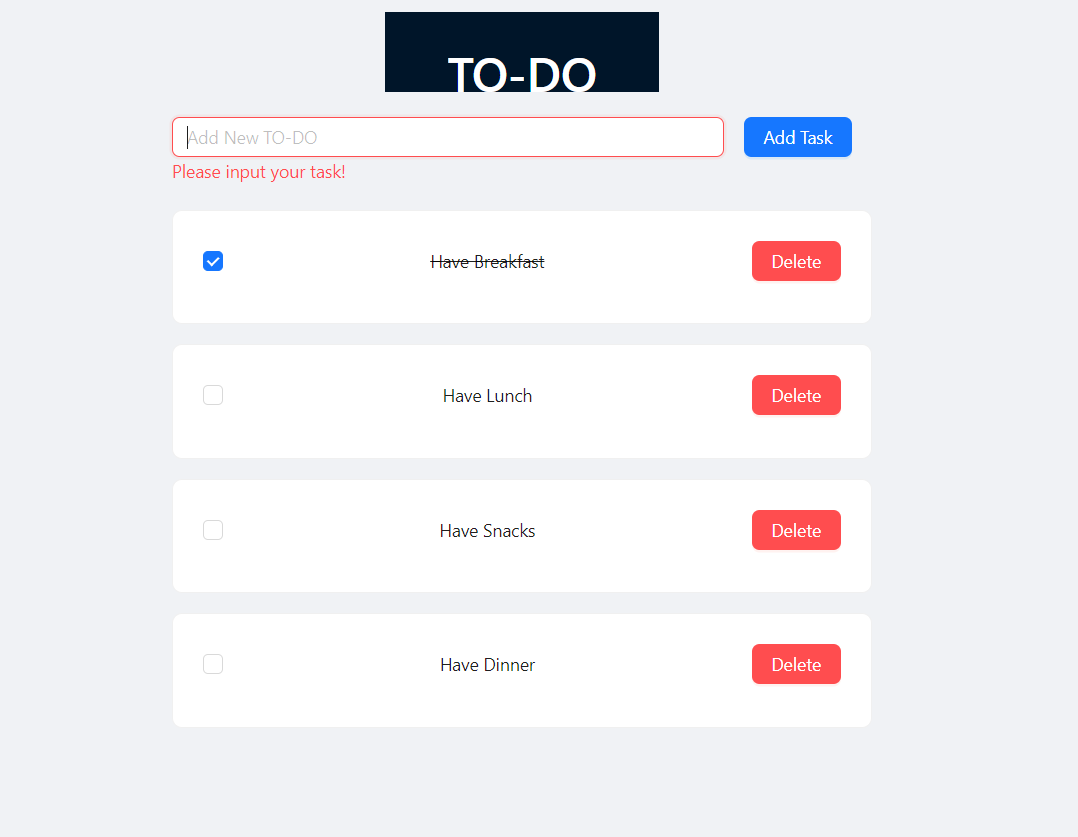 TO-DO
Add New TO-DO
Add Task
Please input your task!
Have Breakfast
Delete
Have Lunch
Delete
Have Snacks
Delete
Have Dinner
Delete